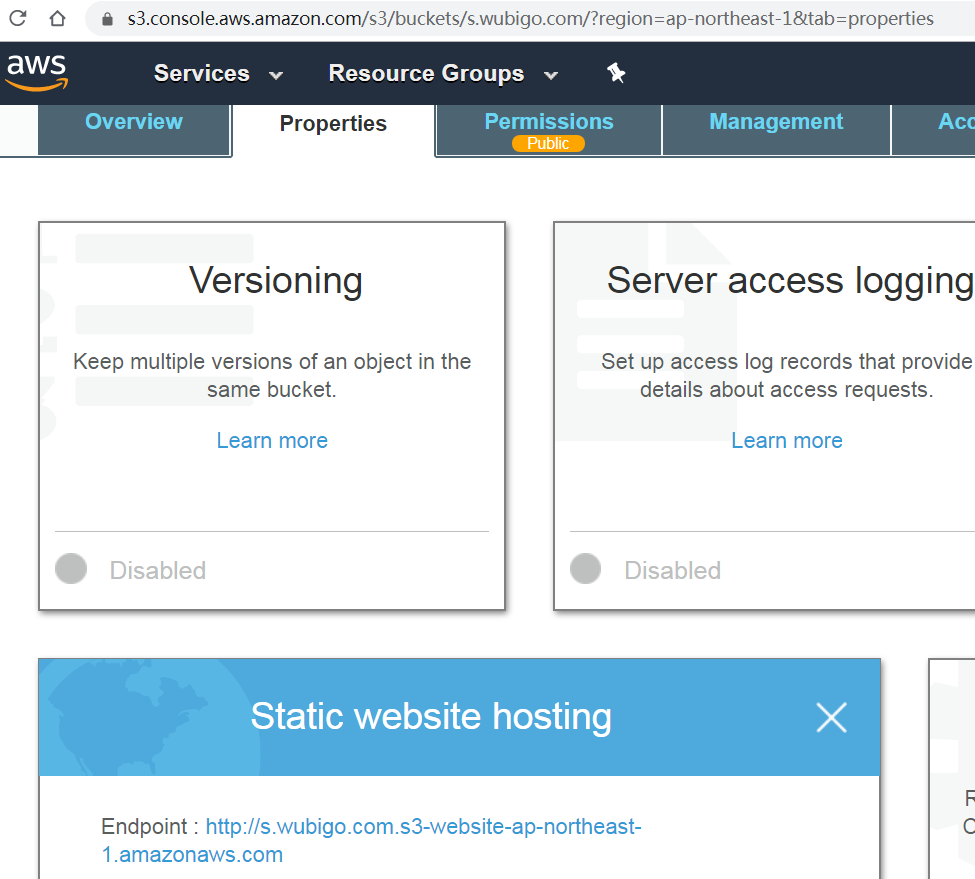 s3.console.aws.amazon.com/s3/buckets/s.wubigo.com/?region=ap-northeast-1&tab=properties
aws Services Resource Groups
Overview Properties Permissions Management Acc
Public
Versioning
Keep multiple versions of an object in the
same bucket.
Learn more
Disabled
Server access logging
Set up access log records that provide
details about access requests.
Learn more
Disabled
Static website hosting
Endpoint : http://s.wubigo.com.s3-website-ap-northeast-
1.amazonaws.com
R
C